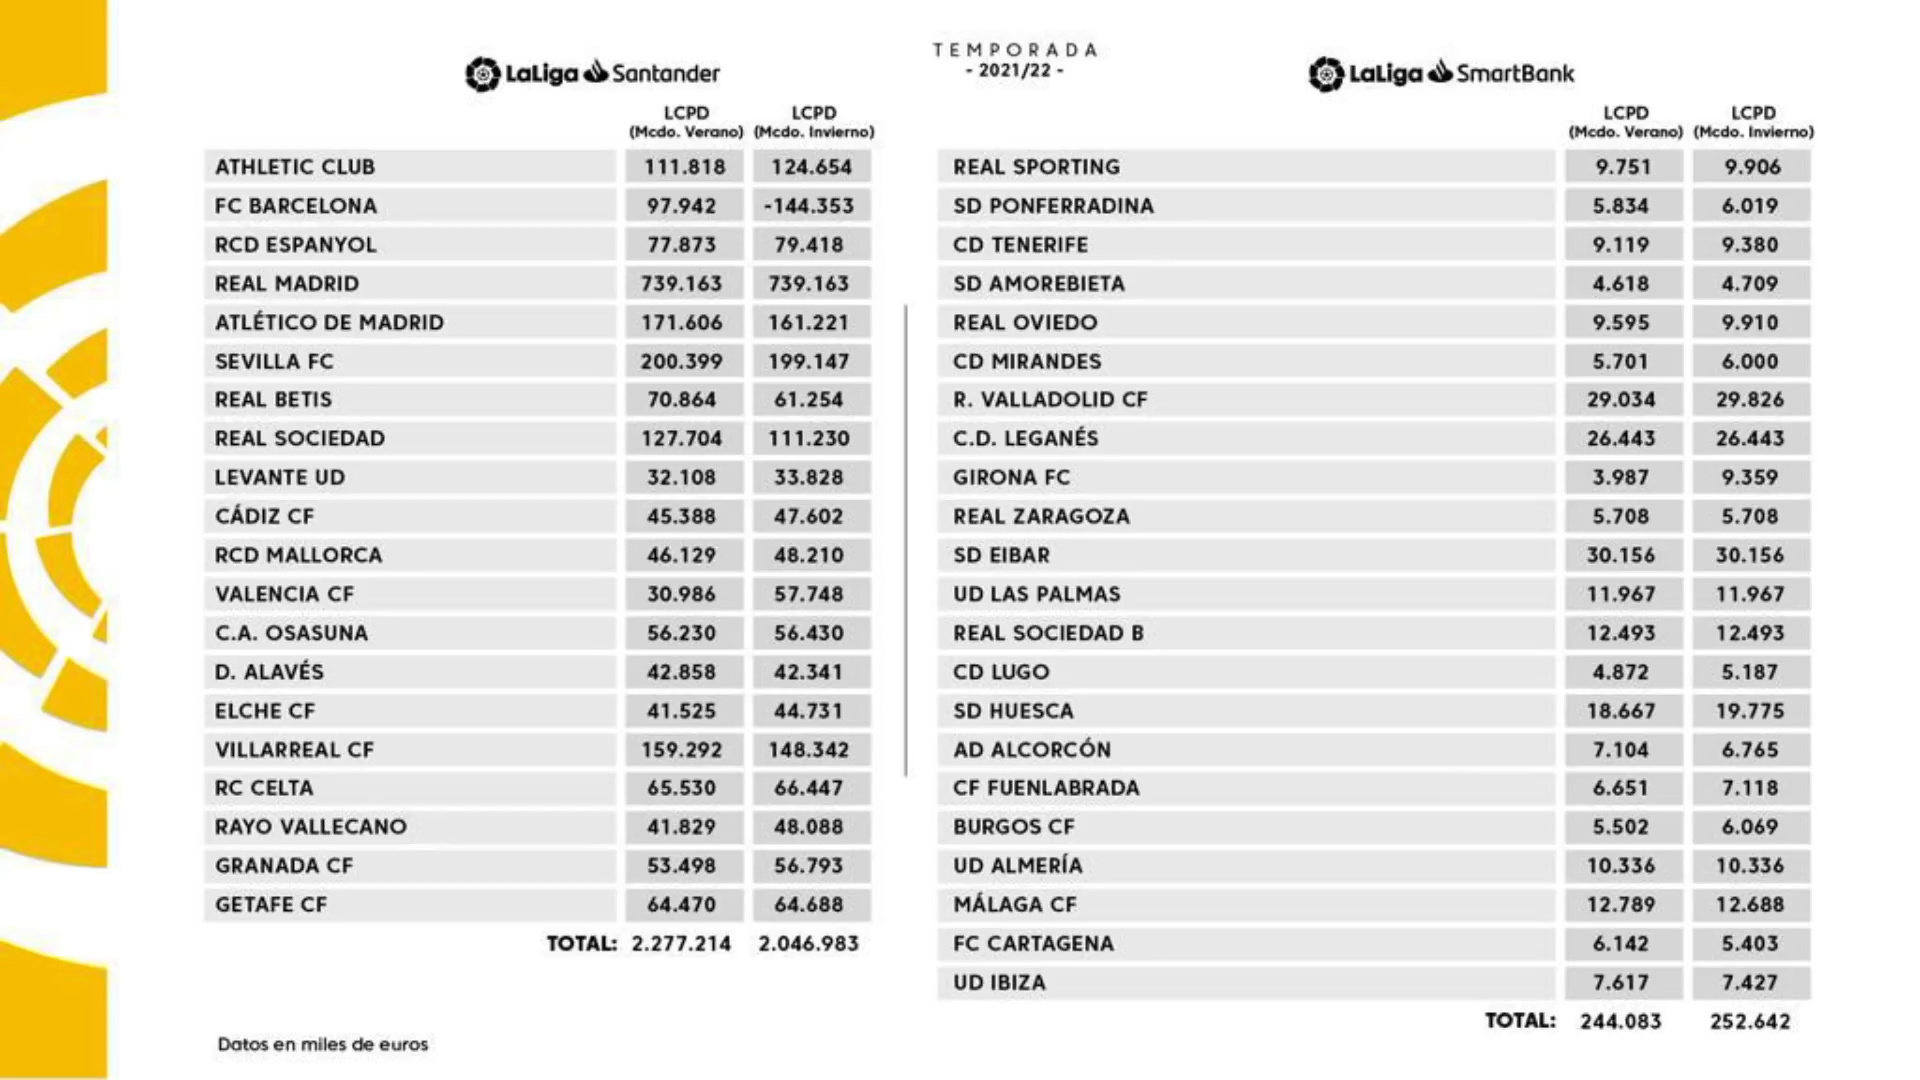 TEMPORADA
- 2021/22 -
LaLiga Santander
LCPD LCPD
(Mcdo. Verano) (Mcdo. Invierno)
ATHLETIC CLUB 111.818 124.654
FC BARCELONA 97.942 -144.353
RCD ESPANYOL 77.873 79.418
REAL MADRID 739.163 739.163
ATLÉTICO DE MADRID 171.606 161.221
SEVILLA FC 200.399 199.147
REAL BETIS 70.864 61.254
REAL SOCIEDAD 127.704 111.230
LEVANTE UD 32.108 33.828
CÁDIZ CF 45.388 47.602
RCD MALLORCA 46.129 48.210
VALENCIA CF 30.986 57.748
C.A. OSASUNA 56.230 56.430
D. ALAVÉS 42.858 42.341
ELCHE CF 41.525 44.731
VILLARREAL CF 159.292 148.342
RC CELTA 65.530 66.447
RAYO VALLECANO 41.829 48.088
GRANADA CF 53.498 56.793
GETAFE CF 64.470 64.688
TOTAL: 2.277.214 2.046.983
Datos en miles de euros
LaLiga SmartBank
LCPD LCPD
(Mcdo. Verano) (Mcdo. Invierno)
REAL SPORTING 9.751 9.906
SD PONFERRADINA 5.834 6.019
CD TENERIFE 9.119 9.380
SD AMOREBIETA 4.618 4.709
REAL OVIEDO 9.595 9.910
CD MIRANDES 5.701 6.000
R. VALLADOLID CF 29.034 29.826
C.D. LEGANÉS 26.443 26.443
GIRONA FC 3.987 9.359
REAL ZARAGOZA 5.708 5.708
SD EIBAR 30.156 30.156
UD LAS PALMAS 11.967 11.967
REAL SOCIEDAD B 12.493 12.493
CD LUGO 4.872 5.187
SD HUESCA 18.667 19.775
AD ALCORCÓN 7.104 6.765
CF FUENLABRADA 6.651 7.118
BURGOS CF 5.502 6.069
UD ALMERÍA 10.336 10.336
MÁLAGA CF 12.789 12.688
FC CARTAGENA 6.142 5.403
UD IBIZA 7.617 7.427
TOTAL: 244.083 252.642